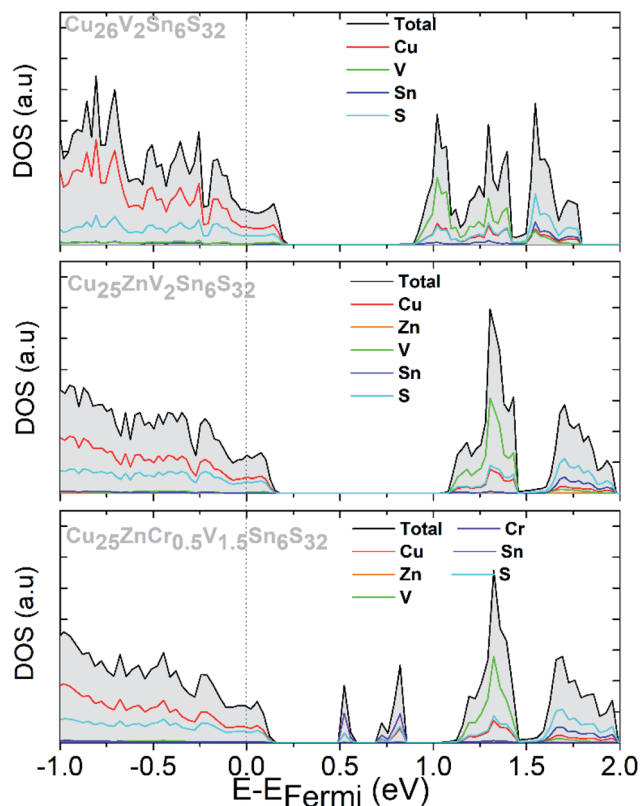 Cu26V2Sn6S32
Total
Cu
V
Sn
S
DOS (a.u)
Cu25ZnV2Sn6S32
Total
Cu
Zn
V
Sn
S
DOS (a.u)
Cu25ZnCr0.5V1.5Sn6S32
Total Cr
Cu Sn
Zn S
V
DOS (a.u)
-1.0 -0.5 0.0 0.5 1.0 1.5 2.0
E-EFermi (eV)